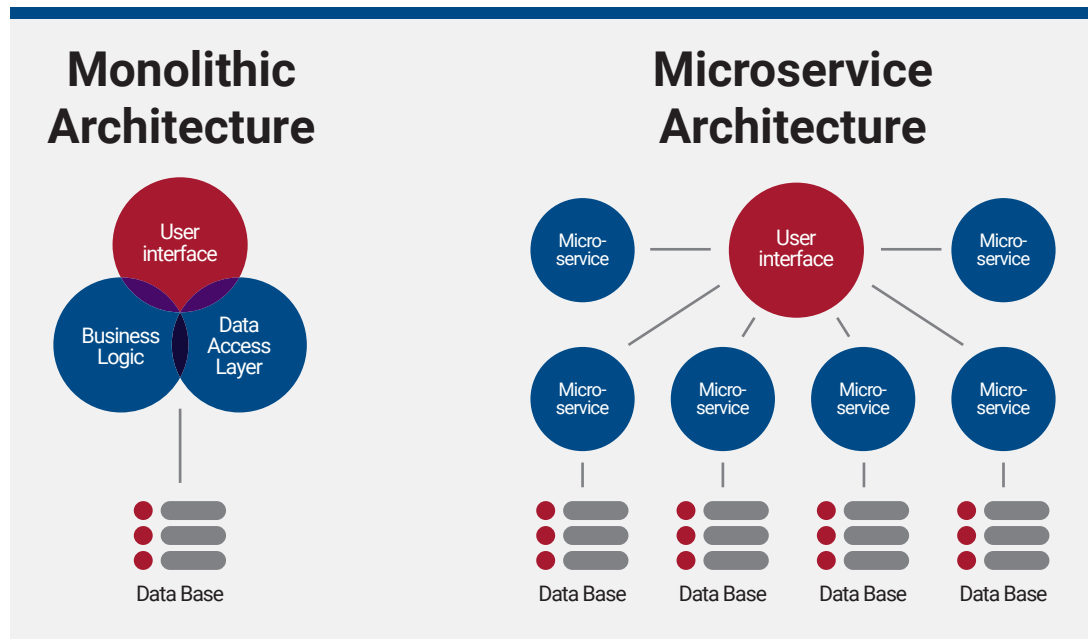 Monolithic
Architecture
User
interface
Business
Logic
Data
Access
Layer
Data Base
Microservice
Architecture
Micro-
service
User
interface
Micro-
service
Micro-
service
Micro-
service
Micro-
service
Micro-
service
Data Base
Data Base
Data Base
Data Base